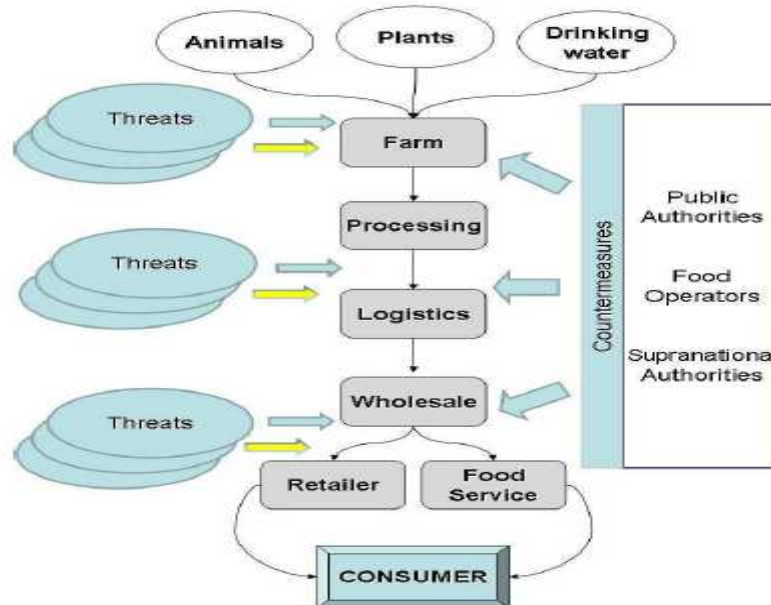 Animals
Plants
Drinking
water
Threats
Farm
Processing
Threats
Logistics
Wholesale
Threats
Retailer
Food
Service
CONSUMER
Countermeasures
Public
Authorities
Food
Operators
Supranationa
Authorities